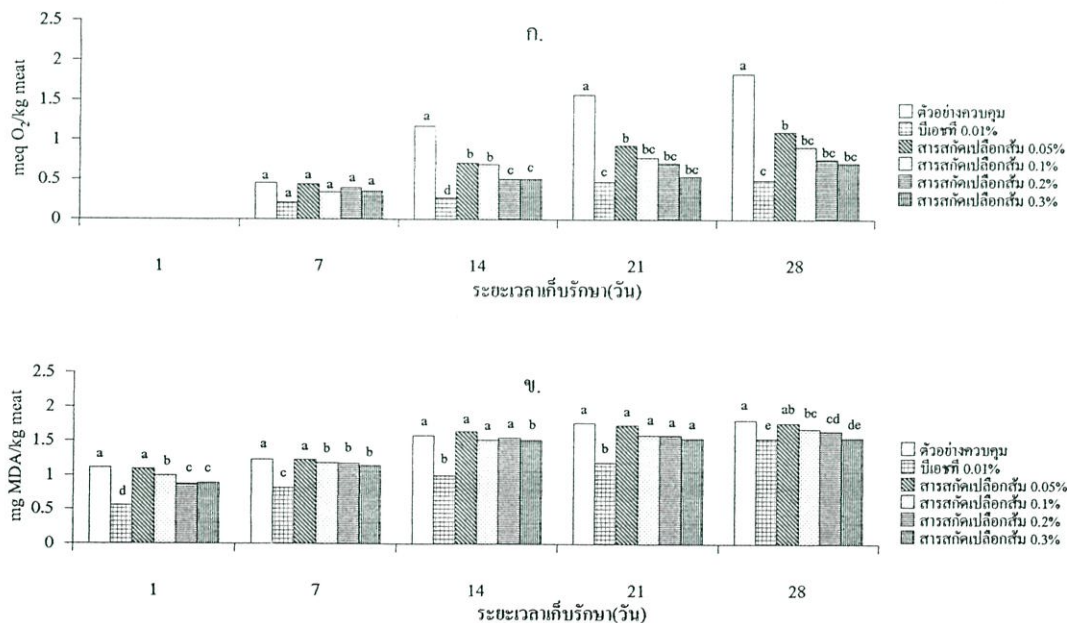 ก.
2.5
2
1.5
1
0.5
0
meq O2/kg meat
a a a a a a
a d b b c c
a c b bc bc bc
a c b bc bc bc
1 7 14 21 28
ระยะเวลาเก็บรักษา(วัน)
ตัวอย่างควบคุม
บีเอชที 0.01%
สารสกัดเปลือกส้ม 0.05%
สารสกัดเปลือกส้ม 0.1%
สารสกัดเปลือกส้ม 0.2%
สารสกัดเปลือกส้ม 0.3%
ข.
2.5
2
1.5
1
0.5
0
mg MDA/kg meat
a d a b c c
a c a b b b
a b a a a b
a b a a a a
a e ab bc cd de
1 7 14 21 28
ระยะเวลาเก็บรักษา(วัน)
ตัวอย่างควบคุม
บีเอชที 0.01%
สารสกัดเปลือกส้ม 0.05%
สารสกัดเปลือกส้ม 0.1%
สารสกัดเปลือกส้ม 0.2%
สารสกัดเปลือกส้ม 0.3%